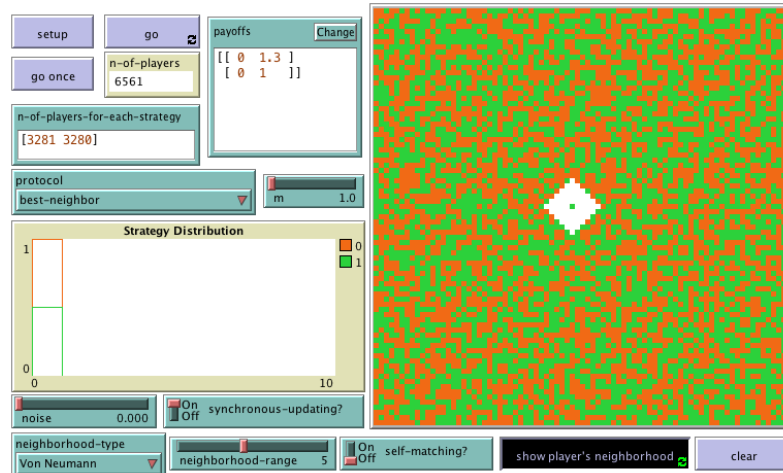 setup
go
go once
n-of-players
6561
payoffs
Change
[[ 0 1.3 ]
[ 0 1 ]]
n-of-players-for-each-strategy
[3281 3280]
protocol
best-neighbor
m 1.0
Strategy Distribution
1
0
0 10
0
1
noise 0.000
On
Off
synchronous-updating?
neighborhood-type
Von Neumann
neighborhood-range 5
On
Off
self-matching?
show player's neighborhood
clear